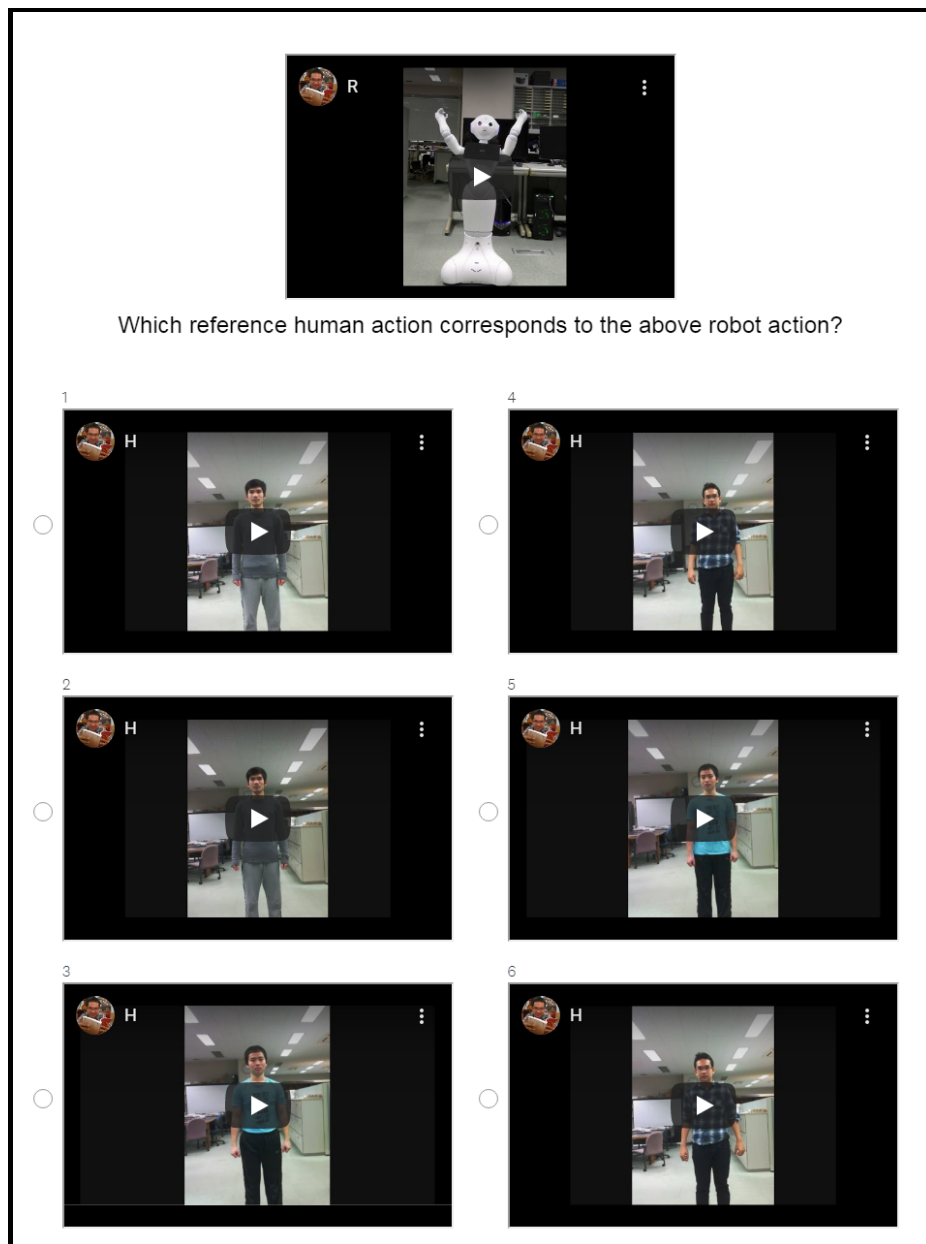 R
Which reference human action corresponds to the above robot action?
1
H
4
H
2
H
5
H
3
H
6
H